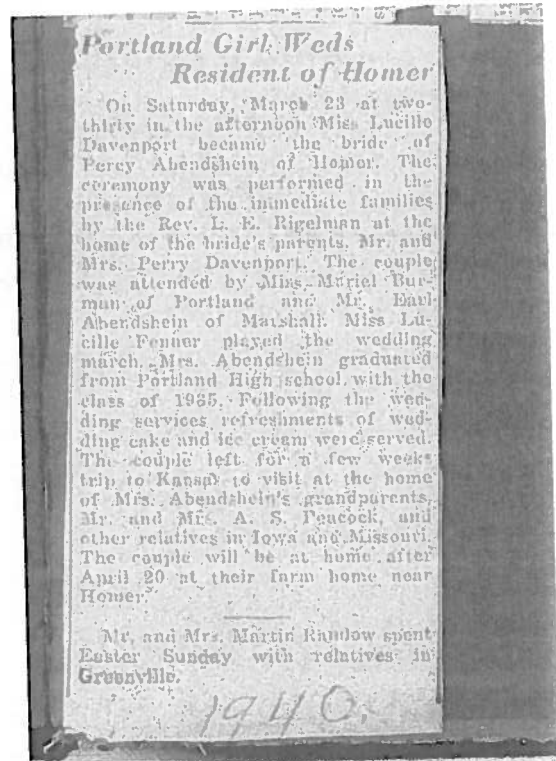 Portland Girl Weds
Resident of Homer
On Saturday, March 23 at two-
thirty in the afternoon Miss Lucille
Davenport became the bride of
Percy Abendshein of Homer. The
ceremony was performed in the
presence of the immediate families
by the Rev. L. E. Rigelman at the
home of the bride's parents, Mr. and
Mrs. Perry Davenport. The couple
was attended by Miss Muriel Bur-
man of Portland and Mr. Earl
Abendshein of Marshall. Miss Lu-
cille Fenner played the wedding
march. Mrs. Abendshein graduated
from Portland High school with the
class of 1935. Following the wed-
ding services refreshments of wed-
ding cake and ice cream were served.
The couple left for a few weeks
trip to Kansas to visit at the home
of Mrs. Abendshein's grandparents,
Mr. and Mrs. A. S. Peacock, and
other relatives in Iowa and Missouri.
The couple will be at home after
April 20 at their farm home near
Homer.
Mr. and Mrs. Martin Randow spent
Easter Sunday with relatives in
Greenville.
1940.